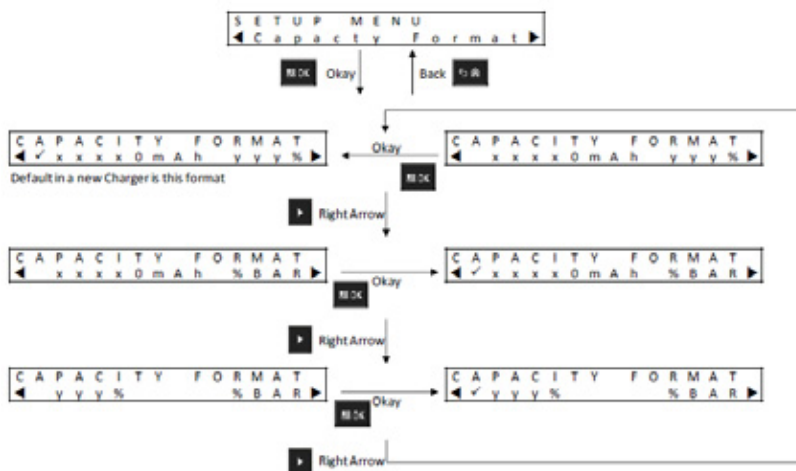 SETUP MENU
◀Capacty Format▶
OK Okay
Back
CAPACITY FORMAT
◀✓xxxx0mAh yyy%▶
Okay
CAPACITY FORMAT
◀ xxxx0mAh yyy%▶
Default in a new Charger is this format
OK
Right Arrow
CAPACITY FORMAT
◀ xxxx0mAh %BAR▶
Okay
OK
CAPACITY FORMAT
◀✓xxxx0mAh %BAR▶
Right Arrow
CAPACITY FORMAT
◀ yyy% %BAR▶
Okay
OK
CAPACITY FORMAT
◀✓yyy% %BAR▶
Right Arrow